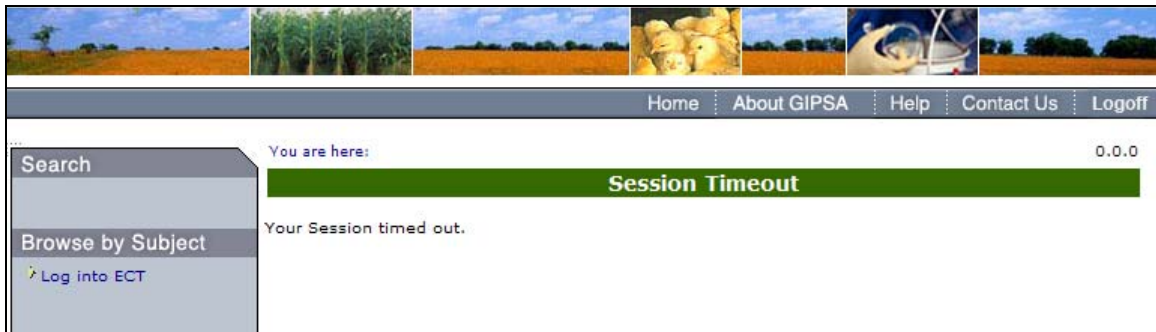 Home About GIPSA Help Contact Us Logoff
Search
You are here:
0.0.0
Session Timeout
Your Session timed out.
Browse by Subject
Log into ECT